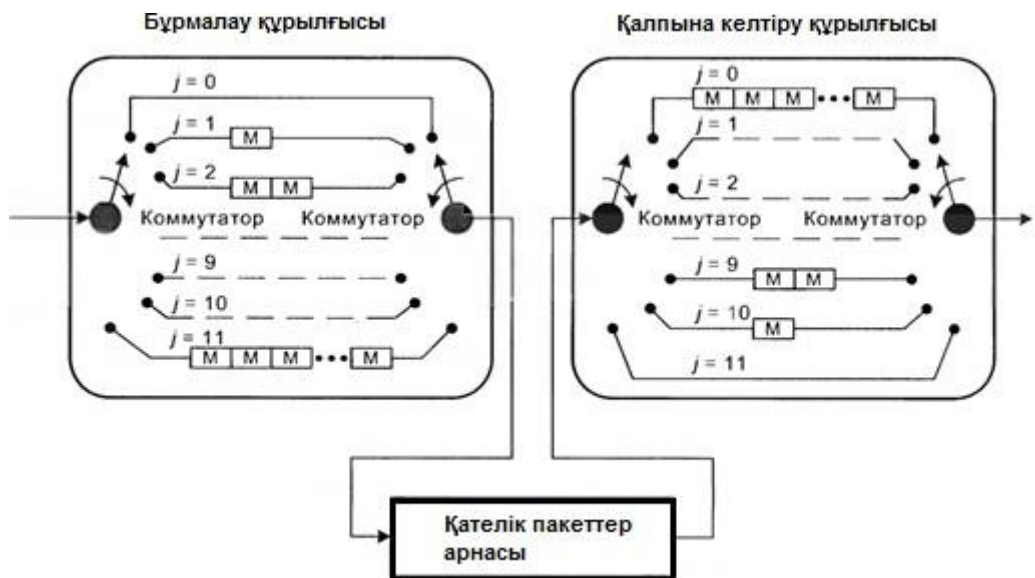 Бұрмалау құрылғысы
j = 0
j = 1
M
j = 2
M M
Коммутатор Коммутатор
j = 9
j = 10
j = 11
M M M ••• M
Қалпына келтіру құрылғысы
j = 0
M M M ••• M
j = 1
j = 2
Коммутатор Коммутатор
j = 9
M M
j = 10
M
j = 11
Қателік пакеттер
арнасы